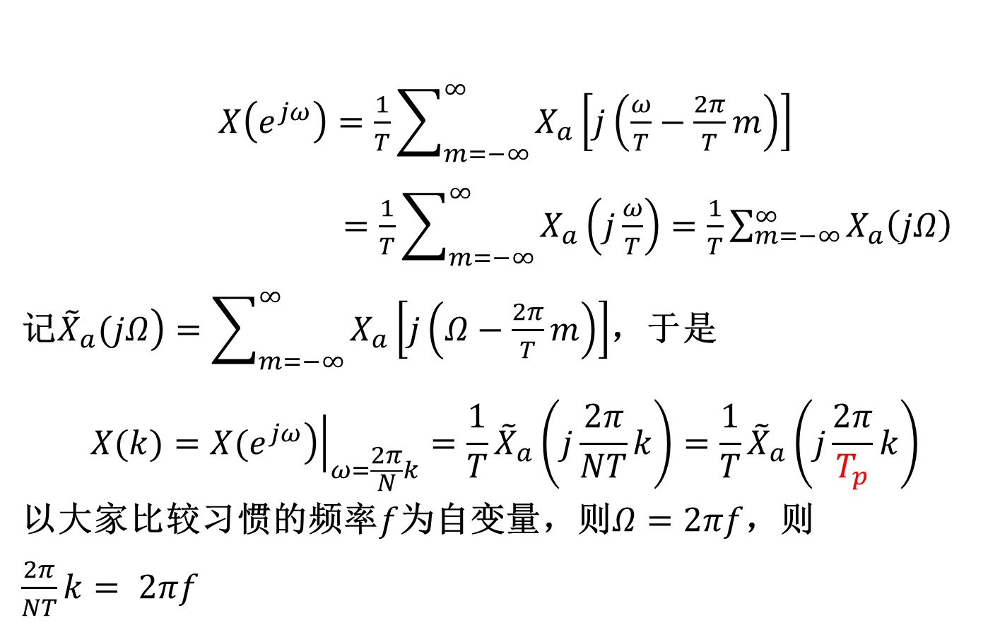 $X(e^{j\omega}) = \frac{1}{T}\sum_{m=-\infty}^{\infty} X_a\left[j\left(\frac{\omega}{T} - \frac{2\pi}{T}m\right)\right]$
$= \frac{1}{T}\sum_{m=-\infty}^{\infty} X_a\left(j\frac{\omega}{T}\right) = \frac{1}{T}\sum_{m=-\infty}^{\infty} X_a(j\Omega)$
记$\tilde{X}_a(j\Omega) = \sum_{m=-\infty}^{\infty} X_a\left[j\left(\Omega - \frac{2\pi}{T}m\right)\right]$，于是
$X(k) = X(e^{j\omega})\Big|_{\omega=\frac{2\pi}{N}k} = \frac{1}{T}\tilde{X}_a\left(j\frac{2\pi}{NT}k\right) = \frac{1}{T}\tilde{X}_a\left(j\frac{2\pi}{T_p}k\right)$
以大家比较习惯的频率$f$为自变量，则$\Omega = 2\pi f$，则
$\frac{2\pi}{NT}k = 2\pi f$